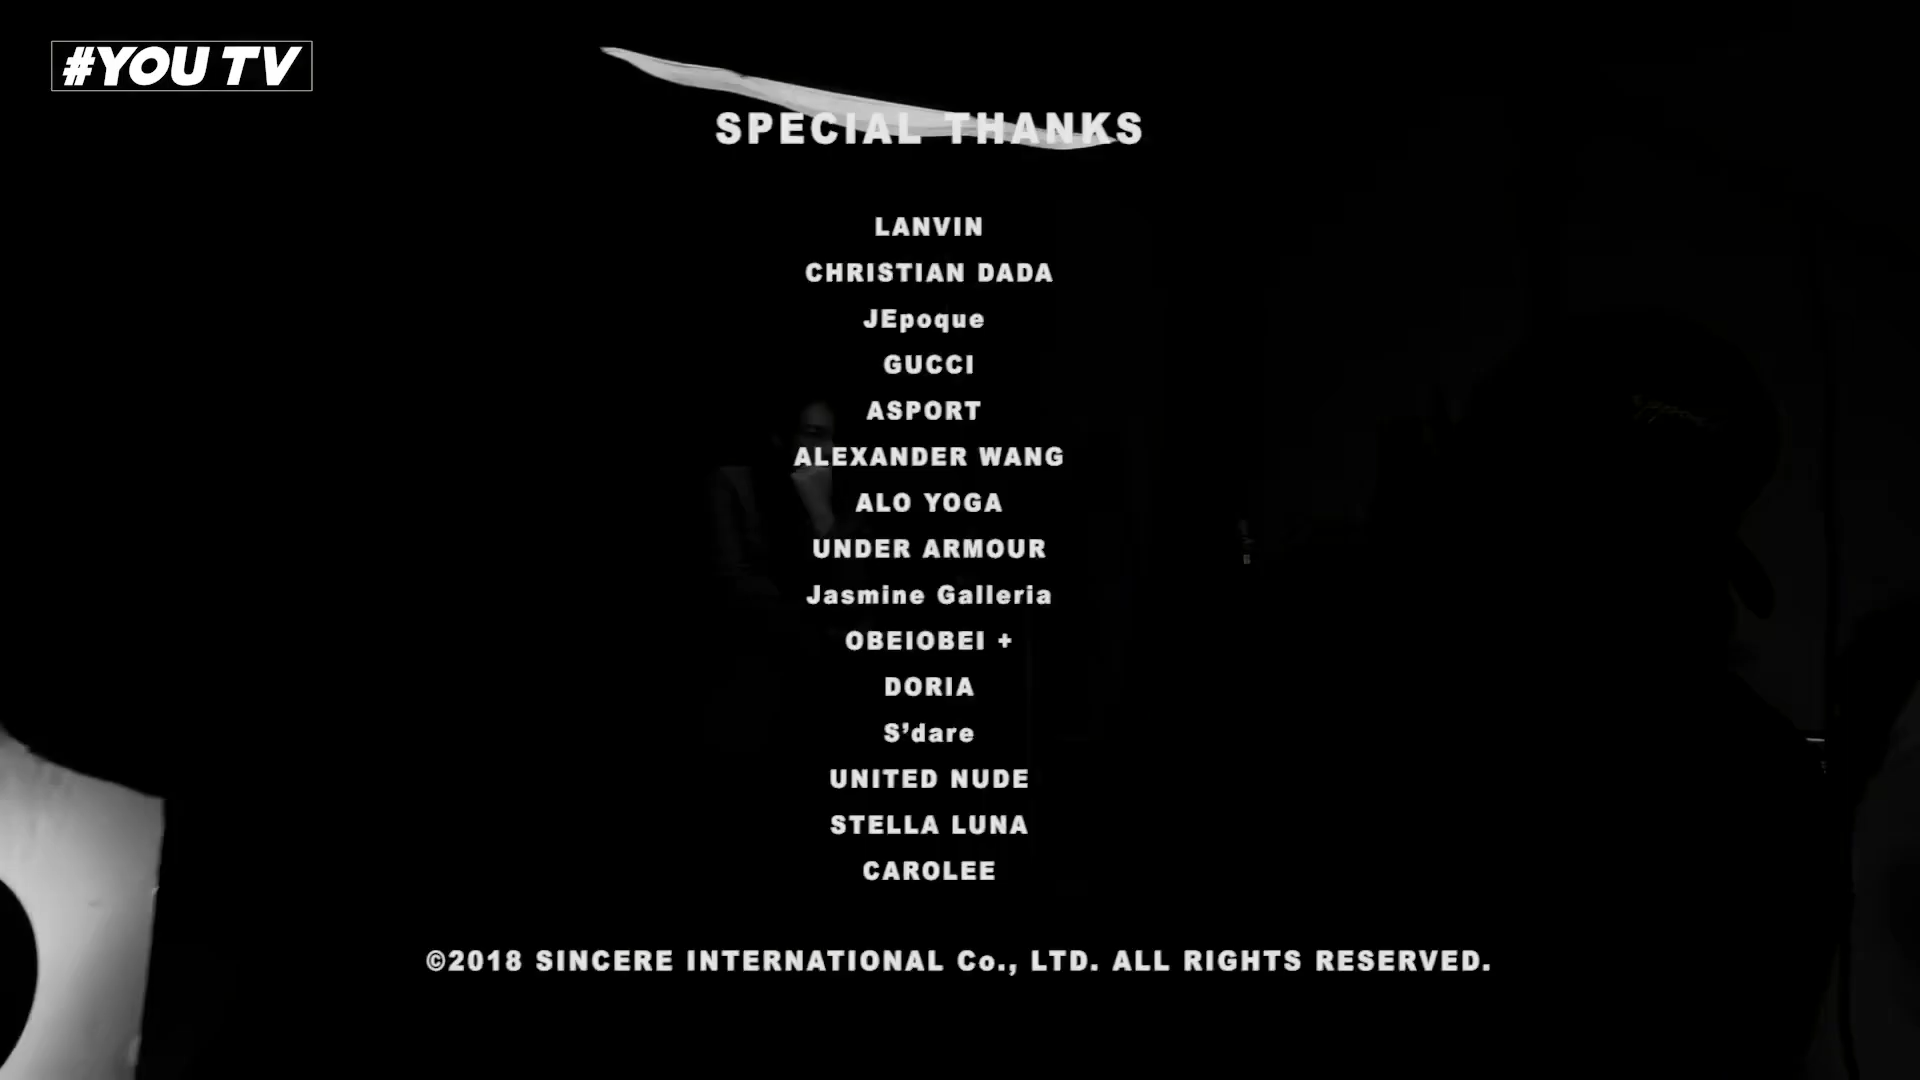 #YOU TV
SPECIAL THANKS
LANVIN
CHRISTIAN DADA
JEpoque
GUCCI
ASPORT
ALEXANDER WANG
ALO YOGA
UNDER ARMOUR
Jasmine Galleria
OBEIOBEI +
DORIA
S’dare
UNITED NUDE
STELLA LUNA
CAROLEE
©2018 SINCERE INTERNATIONAL Co., LTD. ALL RIGHTS RESERVED.